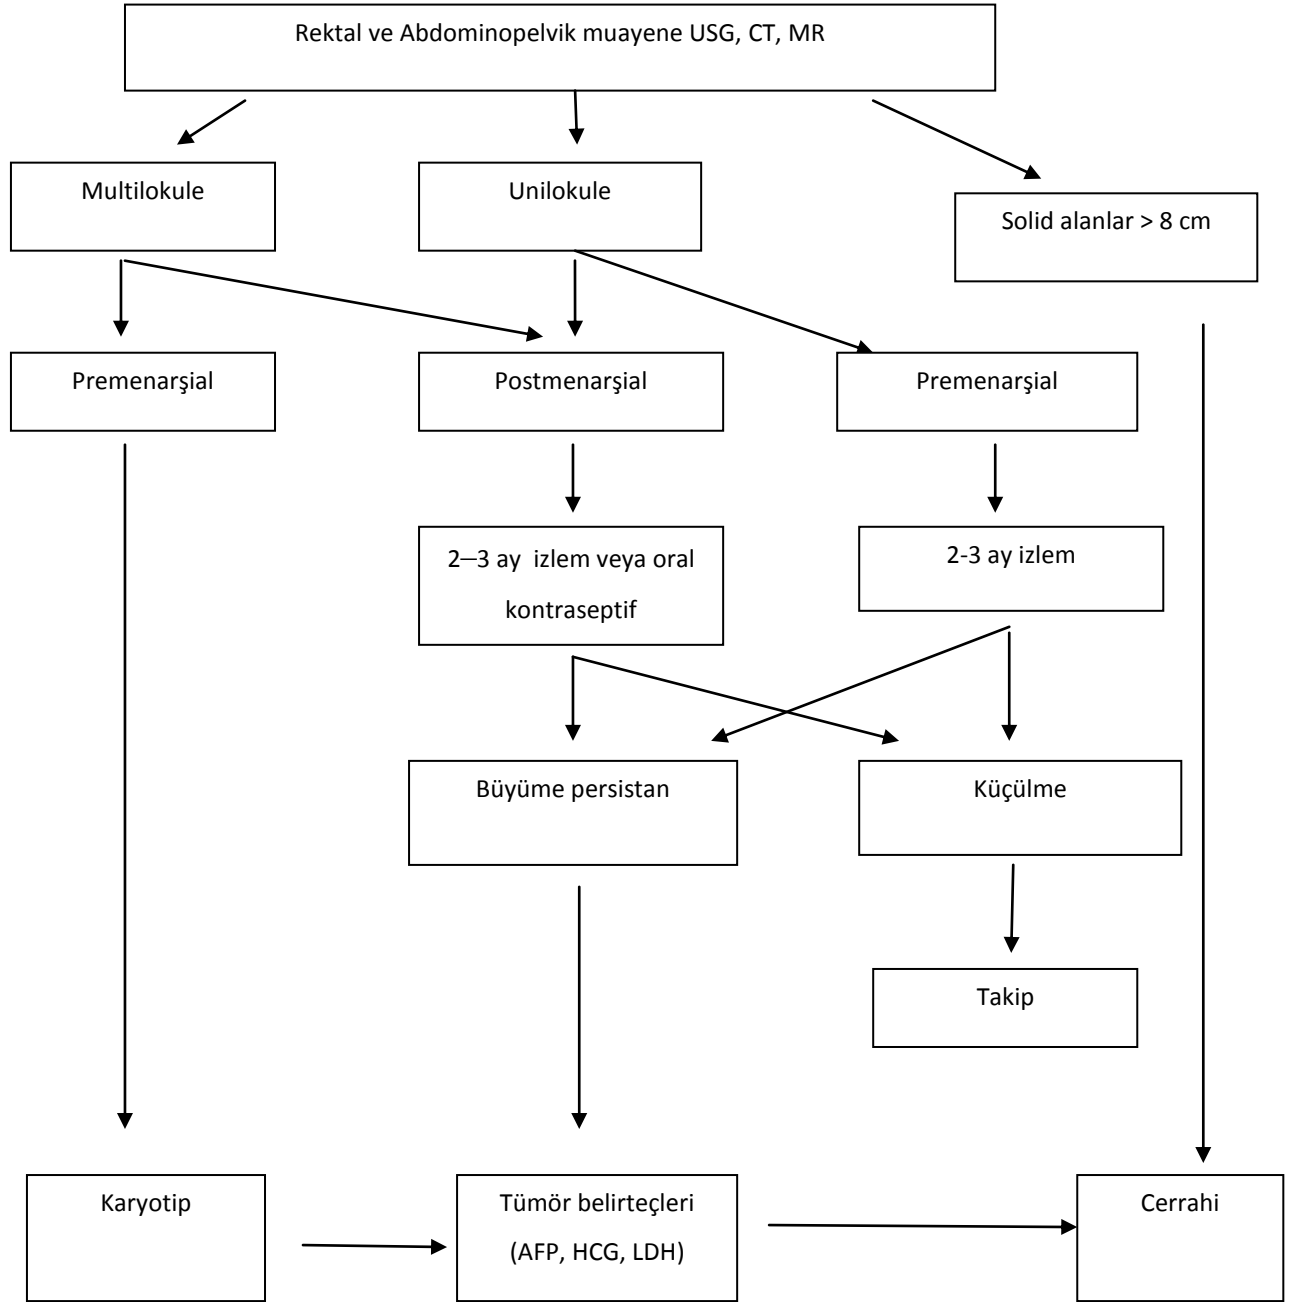 Rektal ve Abdominopelvik muayene USG, CT, MR
Multilokule
Unilokule
Solid alanlar > 8 cm
Premenarşial
Postmenarşial
Premenarşial
2—3 ay  izlem veya oral
kontraseptif
2-3 ay izlem
Büyüme persistan
Küçülme
Takip
Karyotip
Tümör belirteçleri
(AFP, HCG, LDH)
Cerrahi